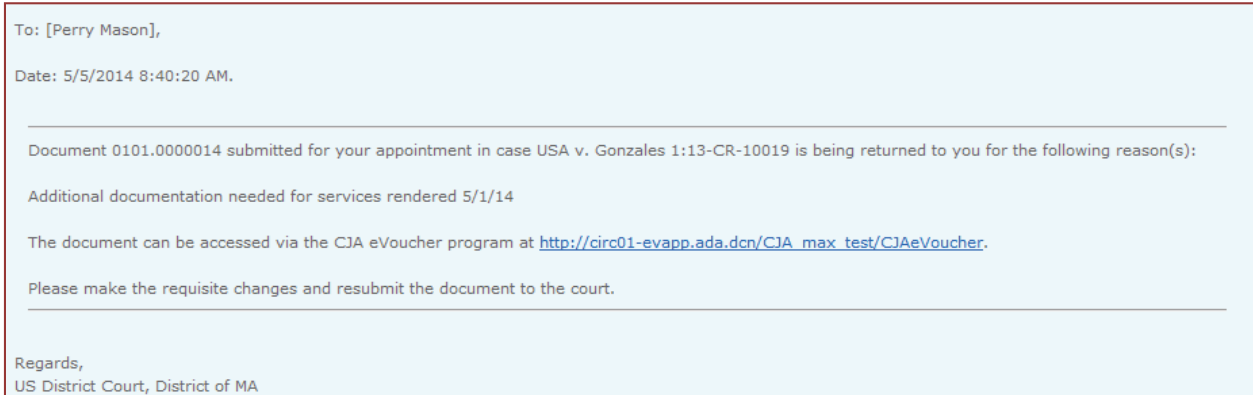 To: [Perry Mason],
Date: 5/5/2014 8:40:20 AM.
Document 0101.0000014 submitted for your appointment in case USA v. Gonzales 1:13-CR-10019 is being returned to you for the following reason(s):
Additional documentation needed for services rendered 5/1/14
The document can be accessed via the CJA eVoucher program at http://circ01-evapp.ada.dcn/CJA_max_test/CJAeVoucher.
Please make the requisite changes and resubmit the document to the court.
Regards,
US District Court, District of MA